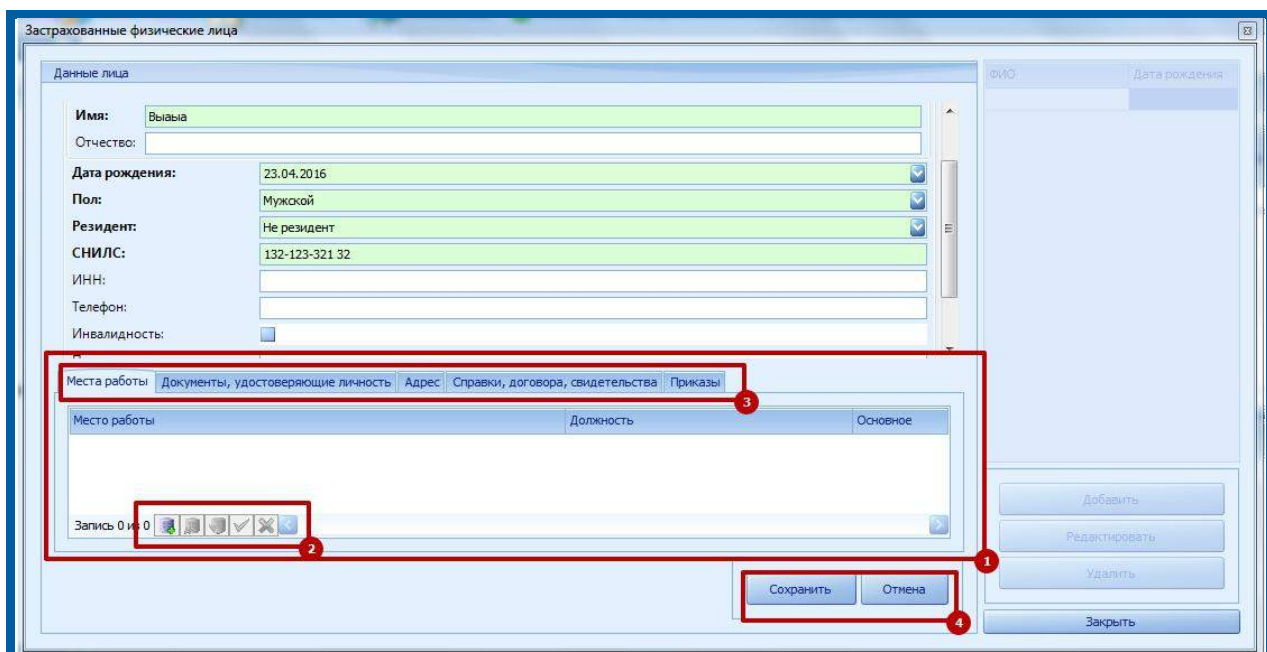 Застрахованные физические лица
Данные лица
ФИО Дата рождения
Имя: Выаыа
Отчество:
Дата рождения: 23.04.2016
Пол: Мужской
Резидент: Не резидент
СНИЛС: 132-123-321 32
ИНН:
Телефон:
Инвалидность:
Места работы Документы, удостоверяющие личность Адрес Справки, договора, свидетельства Приказы
3
Место работы Должность Основное
Запись 0 из 0
2
1
Добавить
Редактировать
Удалить
Сохранить Отмена
4
Закрыть